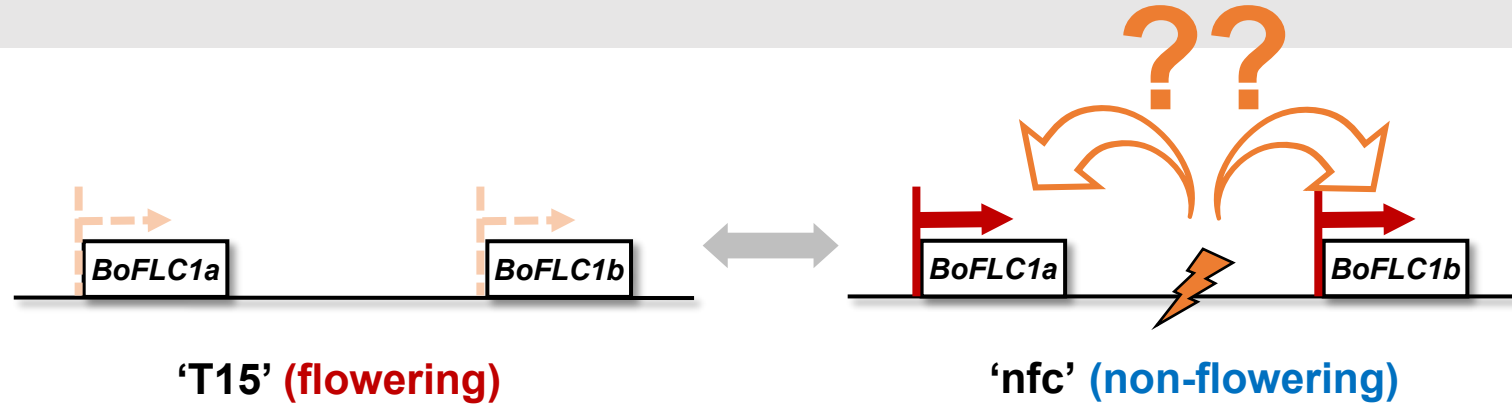 ??
BoFLC1a BoFLC1b BoFLC1a BoFLC1b
‘T15’ (flowering) ‘nfc’ (non-flowering)